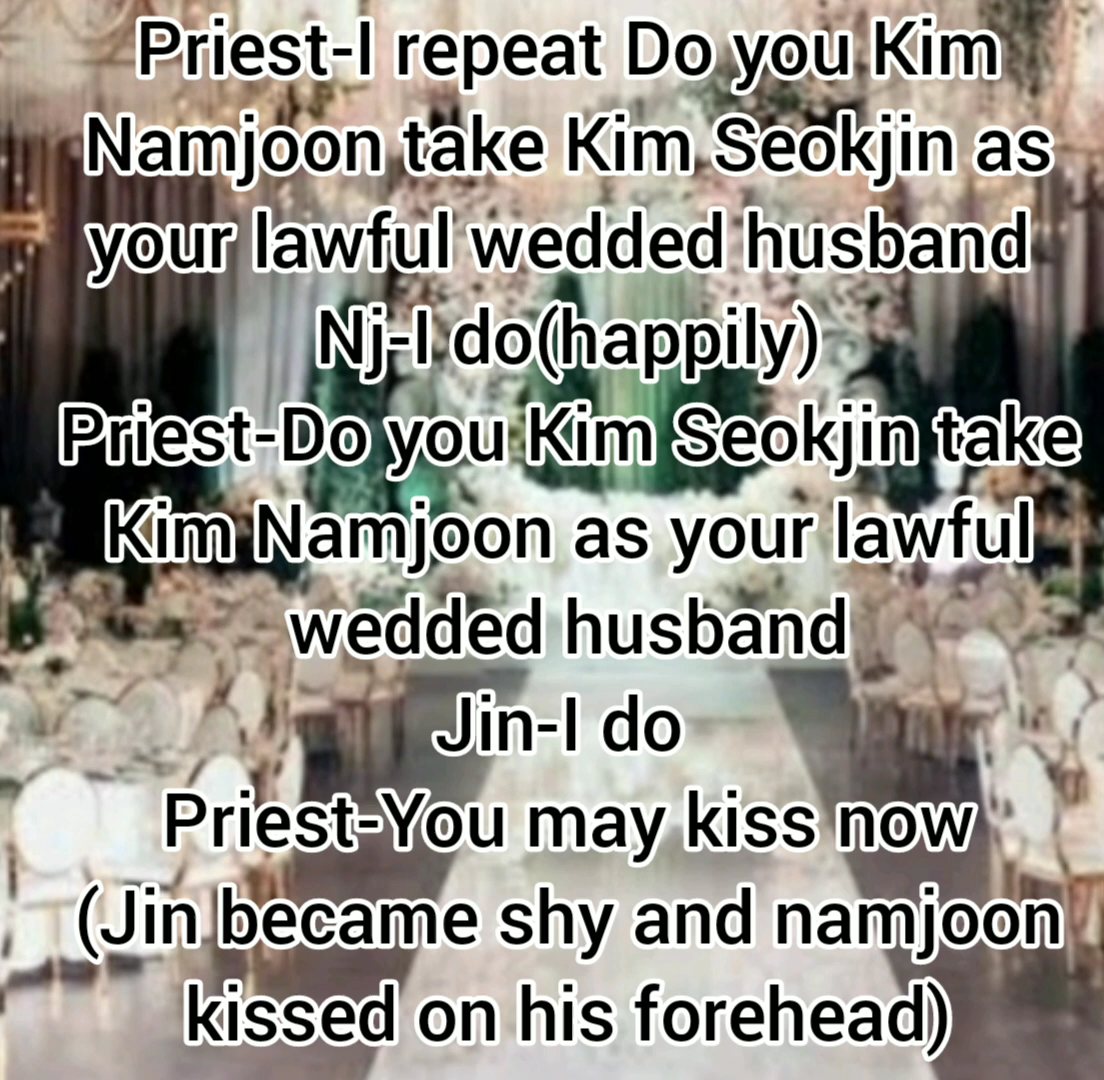 Priest-I repeat Do you Kim
Namjoon take Kim Seokjin as
your lawful wedded husband
Nj-I do(happily)
Priest-Do you Kim Seokjin take
Kim Namjoon as your lawful
wedded husband
Jin-I do
Priest-You may kiss now
(Jin became shy and namjoon
kissed on his forehead)